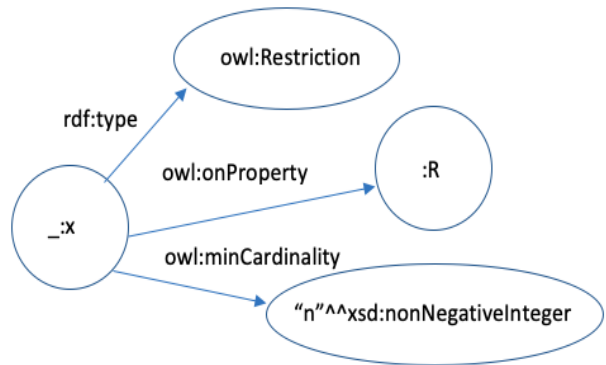 owl:Restriction
rdf:type
owl:onProperty
:R
_:x
owl:minCardinality
“n”^^xsd:nonNegativeInteger